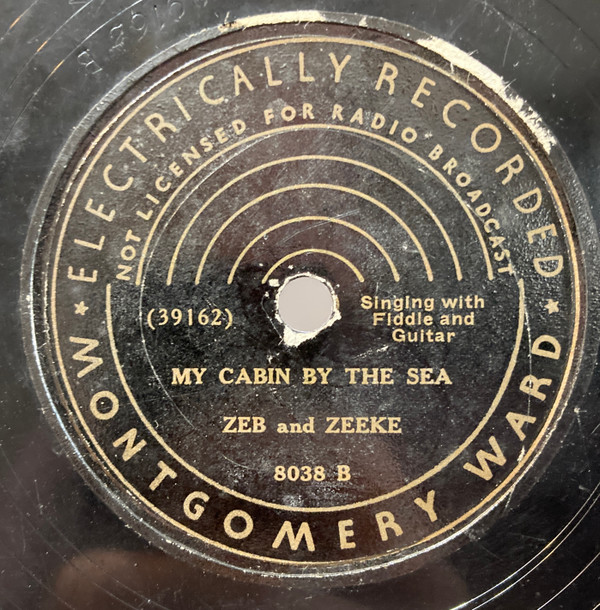 ELECTRICALLY RECORDED
NOT LICENSED FOR RADIO BROADCAST
(39162)
Singing with
Fiddle and
Guitar
MY CABIN BY THE SEA
ZEB and ZEEKE
8038 B
★ MONTGOMERY WARD ★